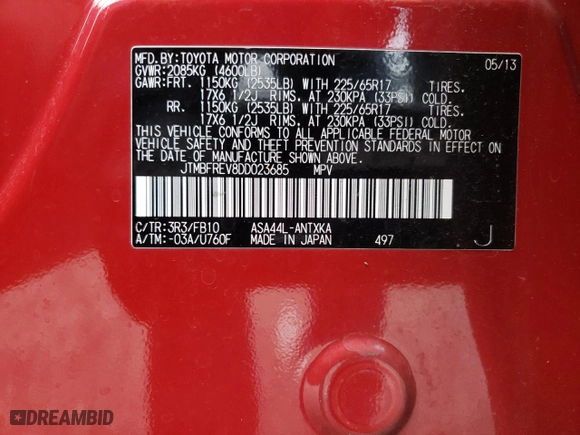 MFD. BY: TOYOTA MOTOR CORPORATION 05/13
GVWR: 2085KG (4600LB)
GAWR: FRT. 1150KG (2535LB) WITH 225/65R17 TIRES.
17X6 1/2J RIMS. AT 230KPA (33PSI) COLD.
RR. 1150KG (2535LB) WITH 225/65R17 TIRES.
17X6 1/2J RIMS. AT 230KPA (33PSI) COLD.
THIS VEHICLE CONFORMS TO ALL APPLICABLE FEDERAL MOTOR
VEHICLE SAFETY AND THEFT PREVENTION STANDARDS IN EFFECT
ON THE DATE OF MANUFACTURE SHOWN ABOVE.
JTMBFREV8DD023685 MPV
C/TR: 3R3/FB10 ASA44L-ANTXKA
A/TM: -03A/U760F MADE IN JAPAN 497 J
DREAMBID